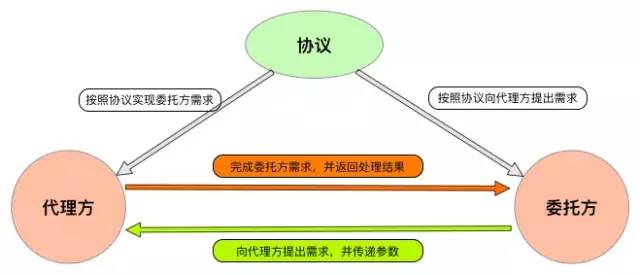 协议
按照协议实现委托方需求
按照协议向代理方提出需求
完成委托方需求，并返回处理结果
代理方
委托方
向代理方提出需求，并传递参数